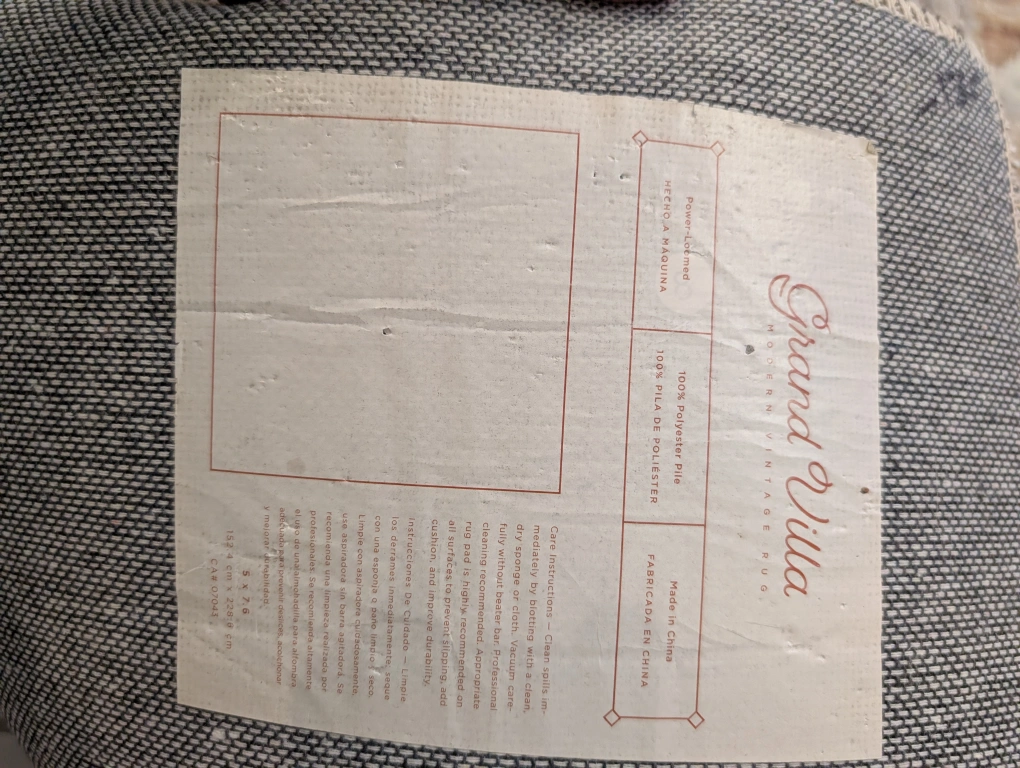 Grand Villa
MODERN VINTAGE RUG
Power-Loomed
HECHO A MÁQUINA
100% Polyester Pile
100% PILA DE POLIÉSTER
Made in China
FABRICADA EN CHINA
Care Instructions — Clean spills im-
mediately by blotting with a clean,
dry sponge or cloth. Vacuum care-
fully without beater bar. Professional
cleaning recommended. Appropriate
rug pad is highly recommended on
all surfaces to prevent slipping, add
cushion, and improve durability.
Instrucciones De Cuidado — Limpie
los derrames inmediatamente, seque
con una esponja o paño limpio y seco.
Limpie con aspiradora cuidadosamente,
use aspiradora sin barra agitadora. Se
recomienda una limpieza realizada por
profesionales. Se recomienda altamente
el uso de una almohadilla para alfombra
adecuada para prevenir deslices, acolchonar
y mejorar durabilidad.
5 x 7'6
152.4 cm x 228.6 cm
CA# 07043